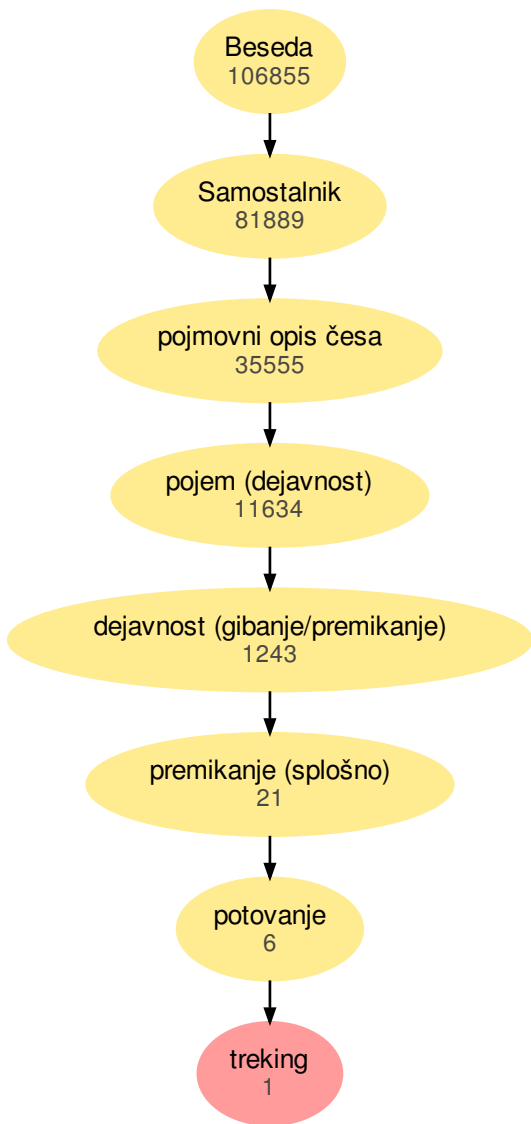 Beseda
106855
Samostalnik
81889
pojmovni opis česa
35555
pojem (dejavnost)
11634
dejavnost (gibanje/premikanje)
1243
premikanje (splošno)
21
potovanje
6
treking
1